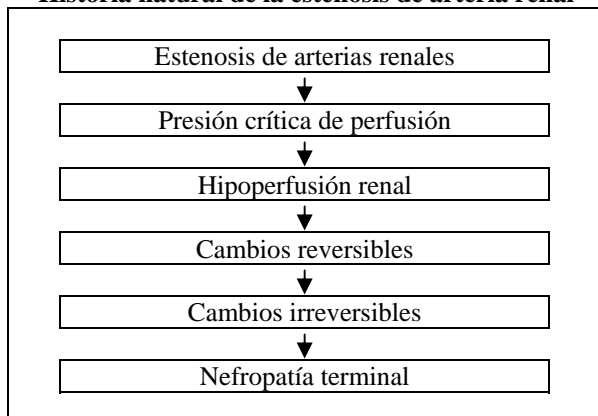 Historia natural de la estenosis de arteria renal
Estenosis de arterias renales
Presión crítica de perfusión
Hipoperfusión renal
Cambios reversibles
Cambios irreversibles
Nefropatía terminal